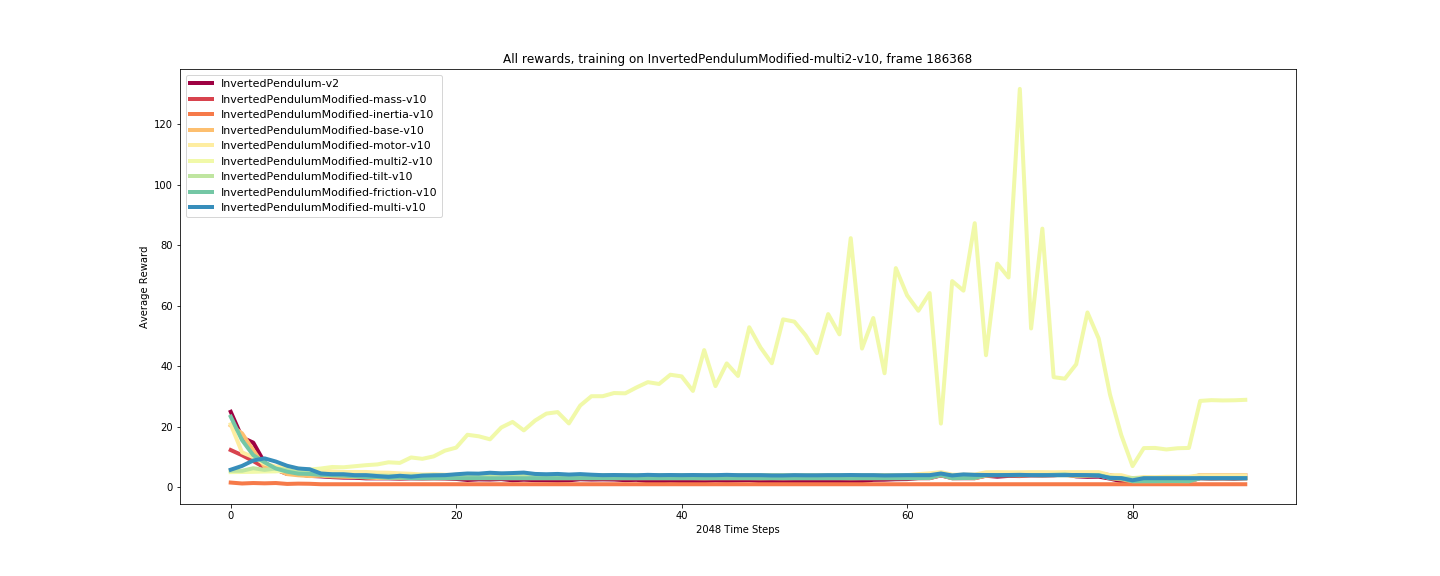 All rewards, training on InvertedPendulumModified-multi2-v10, frame 186368
InvertedPendulum-v2
InvertedPendulumModified-mass-v10
InvertedPendulumModified-inertia-v10
InvertedPendulumModified-base-v10
InvertedPendulumModified-motor-v10
InvertedPendulumModified-multi2-v10
InvertedPendulumModified-tilt-v10
InvertedPendulumModified-friction-v10
InvertedPendulumModified-multi-v10
Average Reward
120
100
80
60
40
20
0
0 20 40 60 80
2048 Time Steps